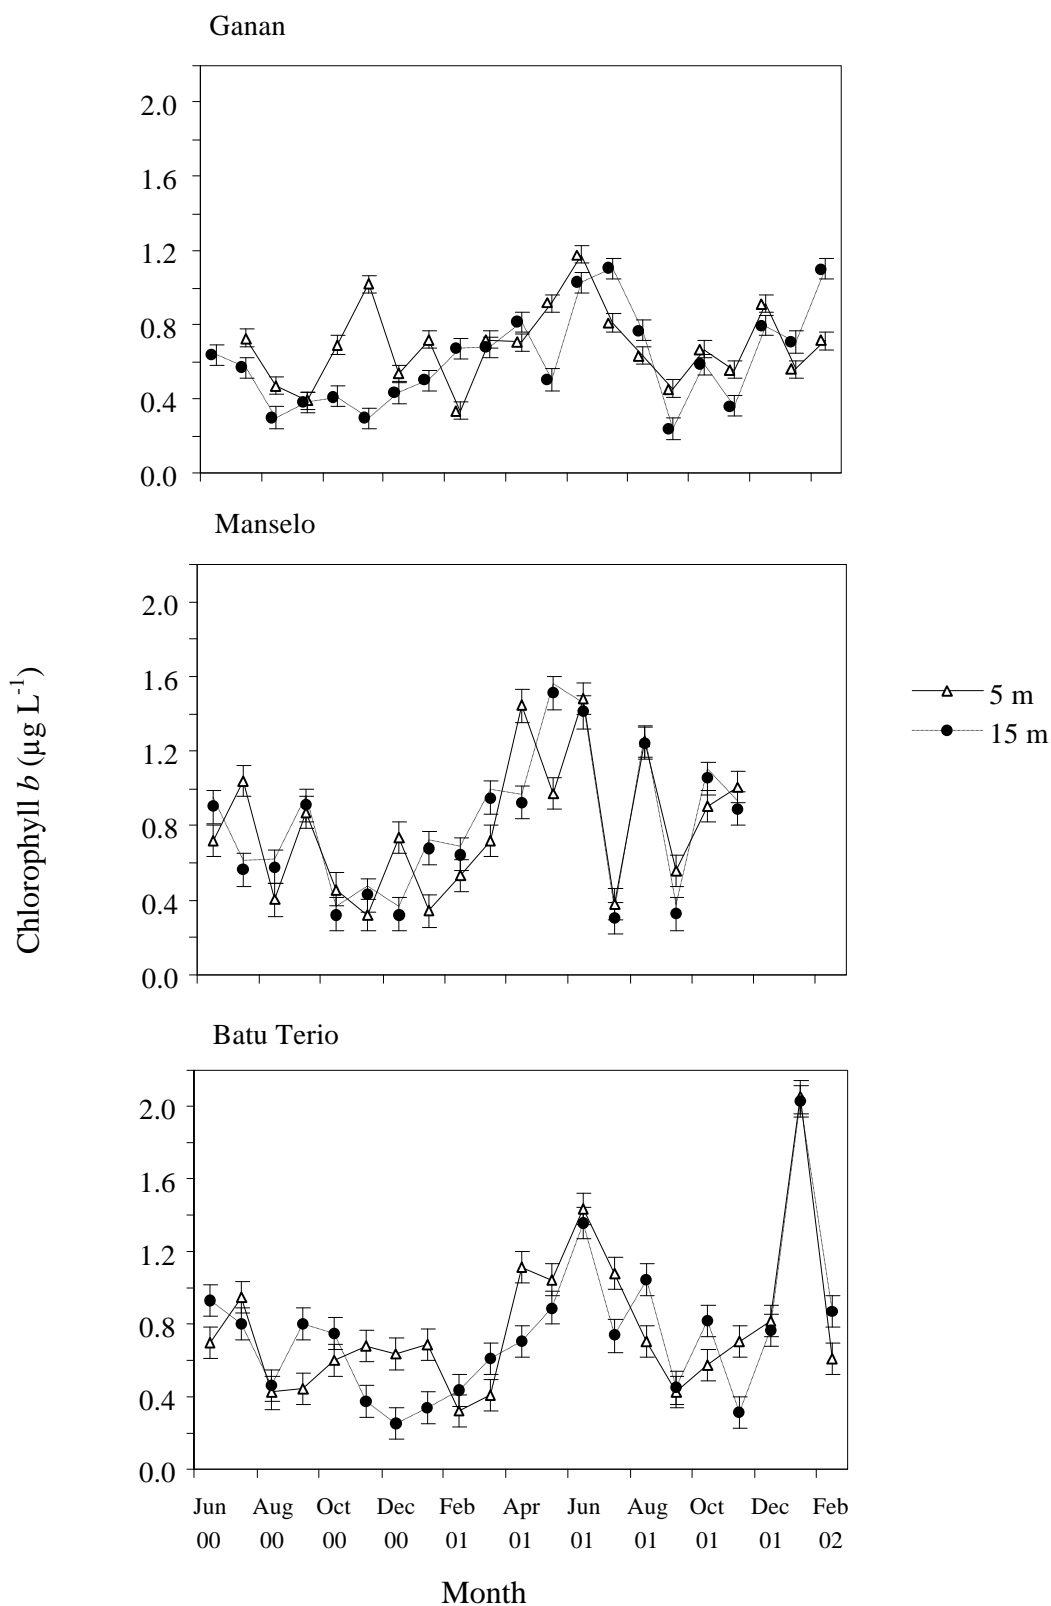 Ganan
2.0
1.6
1.2
0.8
0.4
0.0
Manselo
2.0
1.6
1.2
0.8
0.4
0.0
Chlorophyll b (µg L⁻¹)
5 m
15 m
Batu Terio
2.0
1.6
1.2
0.8
0.4
0.0
Jun Aug Oct Dec Feb Apr Jun Aug Oct Dec Feb
00 00 00 00 01 01 01 01 01 01 02
Month